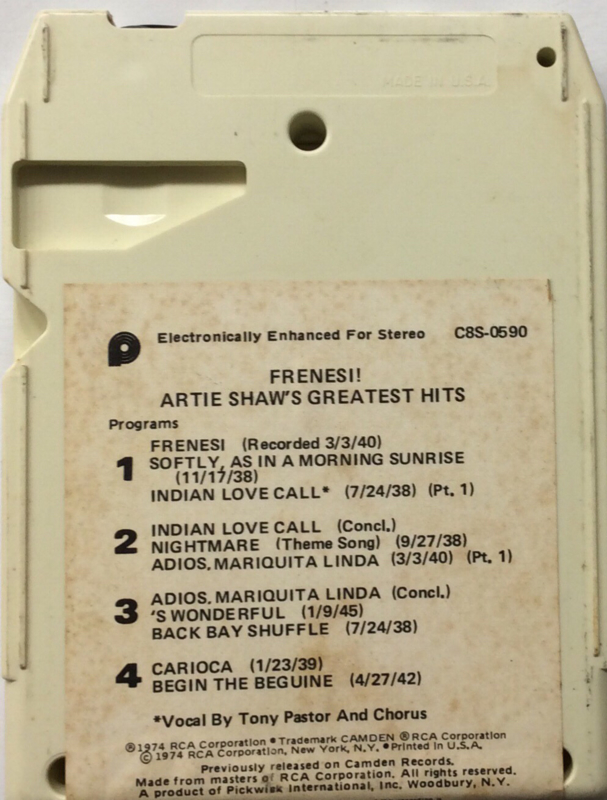 MADE IN U.S.A.
Electronically Enhanced For Stereo C8S-0590
FRENESI!
ARTIE SHAW'S GREATEST HITS
Programs
1 FRENESI (Recorded 3/3/40)
SOFTLY, AS IN A MORNING SUNRISE
(11/17/38)
INDIAN LOVE CALL* (7/24/38) (Pt. 1)
2 INDIAN LOVE CALL (Concl.)
NIGHTMARE (Theme Song) (9/27/38)
ADIOS, MARIQUITA LINDA (3/3/40) (Pt. 1)
3 ADIOS, MARIQUITA LINDA (Concl.)
'S WONDERFUL (1/9/45)
BACK BAY SHUFFLE (7/24/38)
4 CARIOCA (1/23/39)
BEGIN THE BEGUINE (4/27/42)
*Vocal By Tony Pastor And Chorus
℗ 1974 RCA Corporation • Trademark CAMDEN ® RCA Corporation
© 1974 RCA Corporation, New York, N.Y. • Printed in U.S.A.
Previously released on Camden Records.
Made from masters of RCA Corporation. All rights reserved.
A product of Pickwick International, Inc. Woodbury, N.Y.